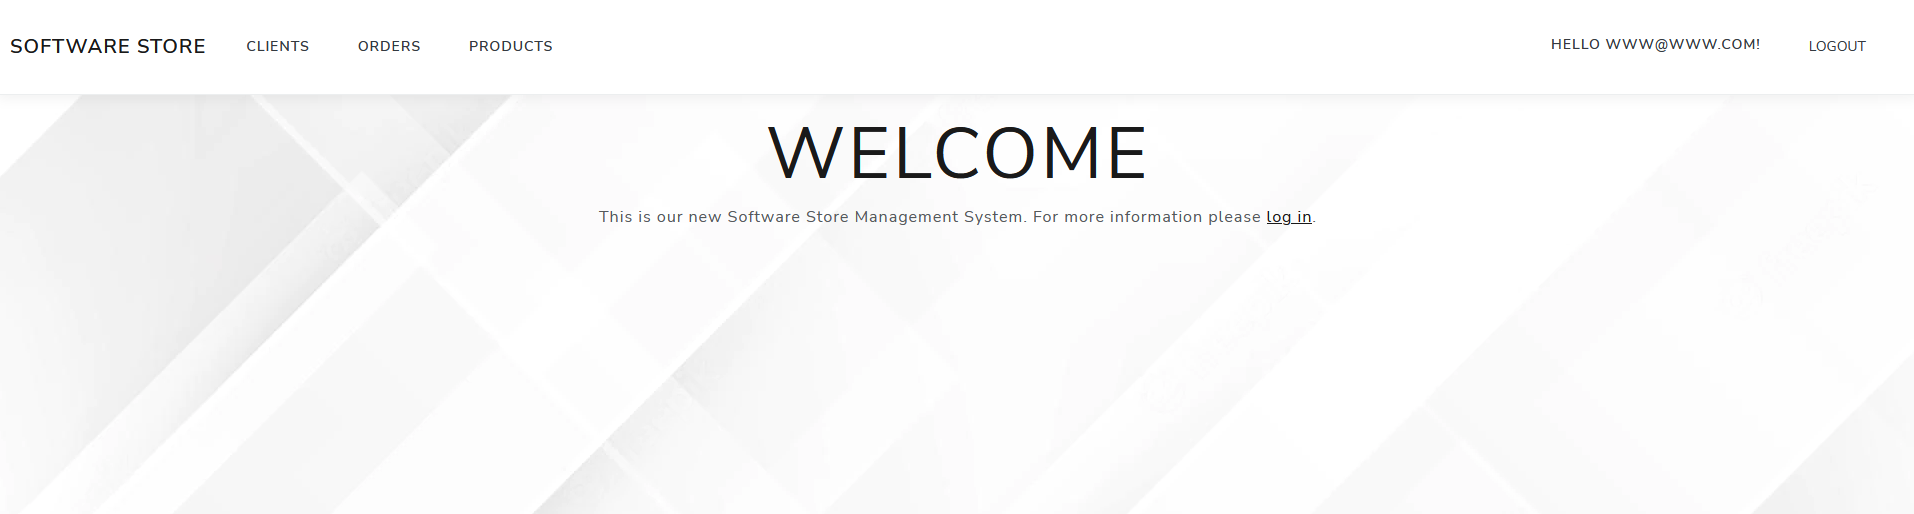 SOFTWARE STORE CLIENTS ORDERS PRODUCTS HELLO WWW@WWW.COM! LOGOUT
WELCOME
This is our new Software Store Management System. For more information please log in.